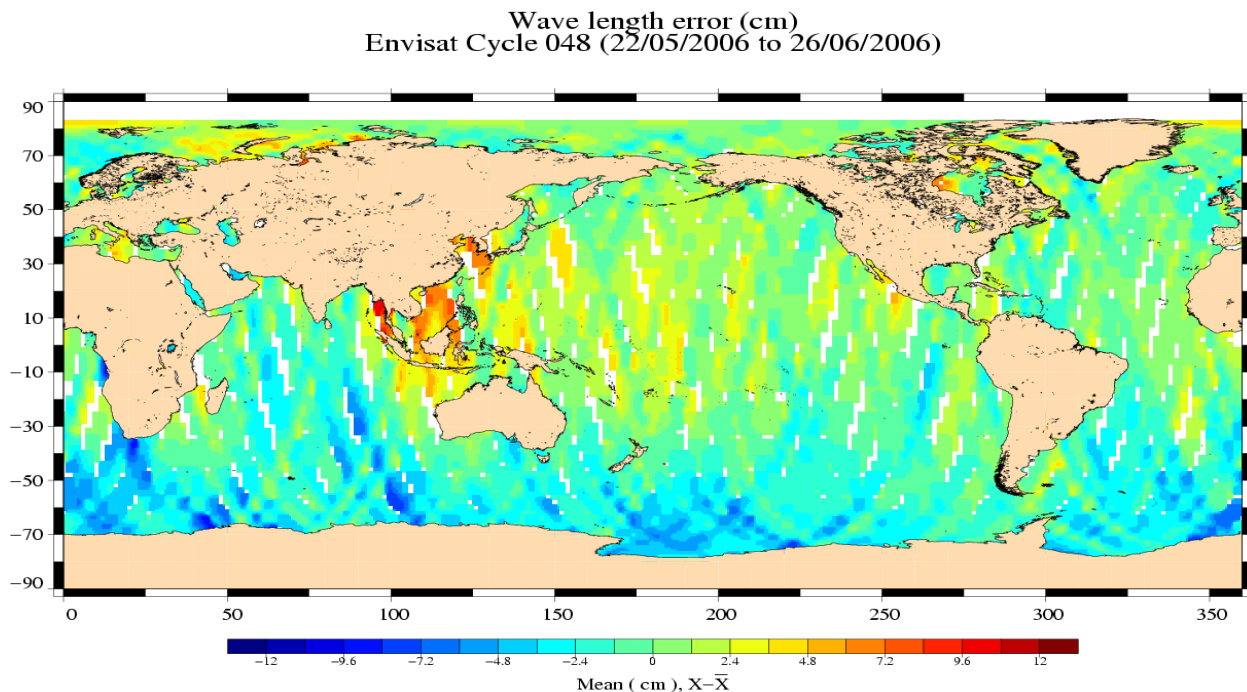 Wave length error (cm)
Envisat Cycle 048 (22/05/2006 to 26/06/2006)
90
70
50
30
10
−10
−30
−50
−70
−90
0 50 100 150 200 250 300 350
−12 −9.6 −7.2 −4.8 −2.4 0 2.4 4.8 7.2 9.6 12
Mean ( cm ), X−X̅